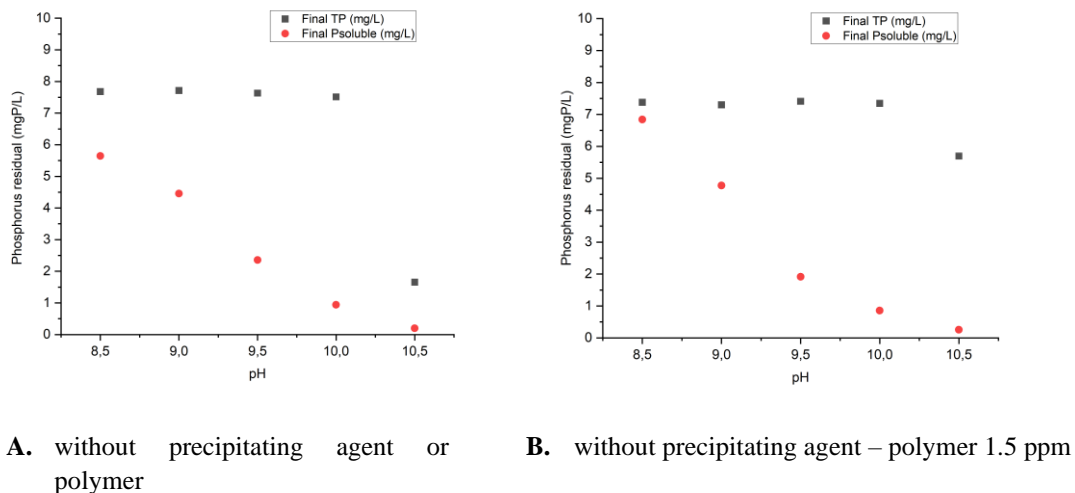 Final TP (mg/L)
Final Psoluble (mg/L)
Phosphorus residual (mgP/L)
10
9
8
7
6
5
4
3
2
1
0
8,5 9,0 9,5 10,0 10,5
pH
Final TP (mg/L)
Final Psoluble (mg/L)
Phosphorus residual (mgP/L)
10
9
8
7
6
5
4
3
2
1
0
8,5 9,0 9,5 10,0 10,5
pH
A. without precipitating agent or
polymer
B. without precipitating agent – polymer 1.5 ppm